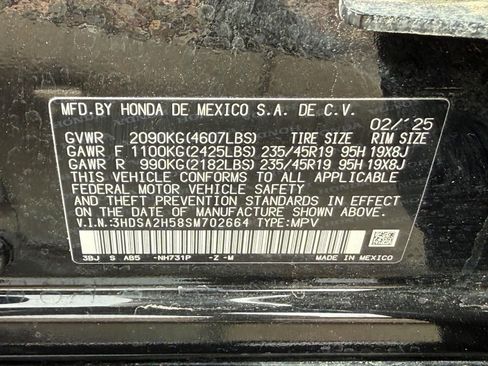 MFD.BY HONDA DE MEXICO S.A. DE C.V.
02/'25
GVWR 2090KG(4607LBS) TIRE SIZE RIM SIZE
GAWR F 1100KG(2425LBS) 235/45R19 95H 19X8J
GAWR R 990KG(2182LBS) 235/45R19 95H 19X8J
THIS VEHICLE CONFORMS TO ALL APPLICABLE
FEDERAL MOTOR VEHICLE SAFETY
AND THEFT PREVENTION STANDARDS IN EFFECT
ON THE DATE OF MANUFACTURE SHOWN ABOVE.
V.I.N.:3HDSA2H58SM702664 TYPE:MPV
3BJ S AB5 -NH731P -Z -M
MADE IN MEXICO